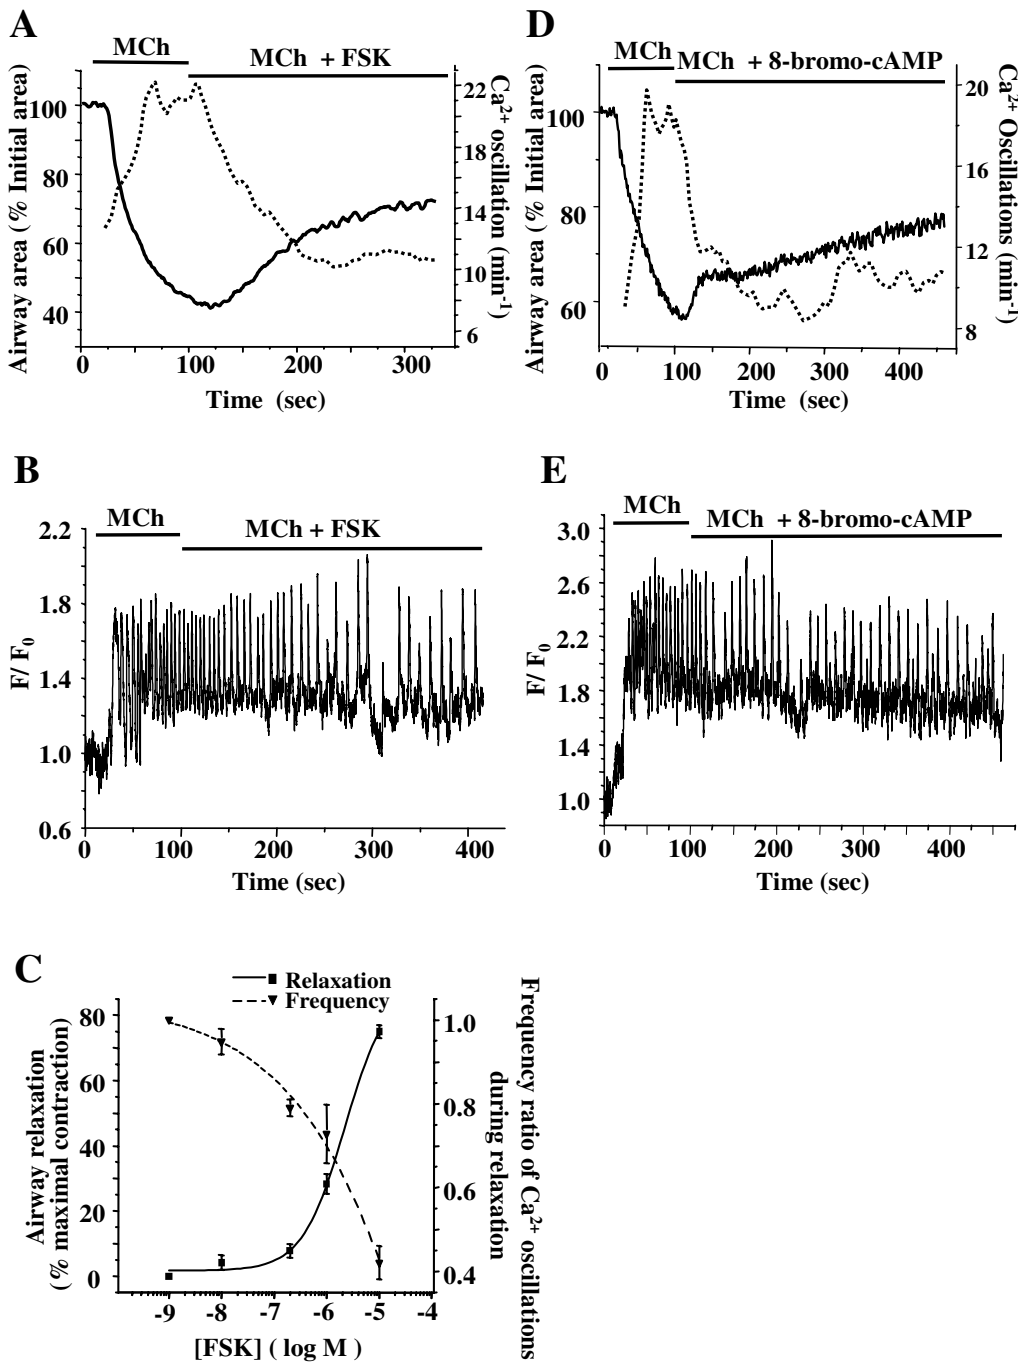 A
MCh
MCh + FSK
Airway area (% Initial area)
100
80
60
40
Ca²⁺ oscillation (min⁻¹)
22
18
14
10
6
0
100
200
300
Time (sec)
D
MCh
MCh + 8-bromo-cAMP
Airway area (% Initial area)
100
80
60
Ca²⁺ Oscillations (min⁻¹)
20
16
12
8
0
100
200
300
400
Time (sec)
B
MCh
MCh + FSK
F/ F₀
2.2
1.8
1.4
1.0
0.6
0
100
200
300
400
Time (sec)
E
MCh
MCh + 8-bromo-cAMP
F/ F₀
3.0
2.6
2.2
1.8
1.4
1.0
0
100
200
300
400
Time (sec)
C
Relaxation
Frequency
Airway relaxation
(% maximal contraction)
80
60
40
20
0
Frequency ratio of Ca²⁺ oscillations
during relaxation
1.0
0.8
0.6
0.4
-9
-8
-7
-6
-5
-4
[FSK] ( log M )